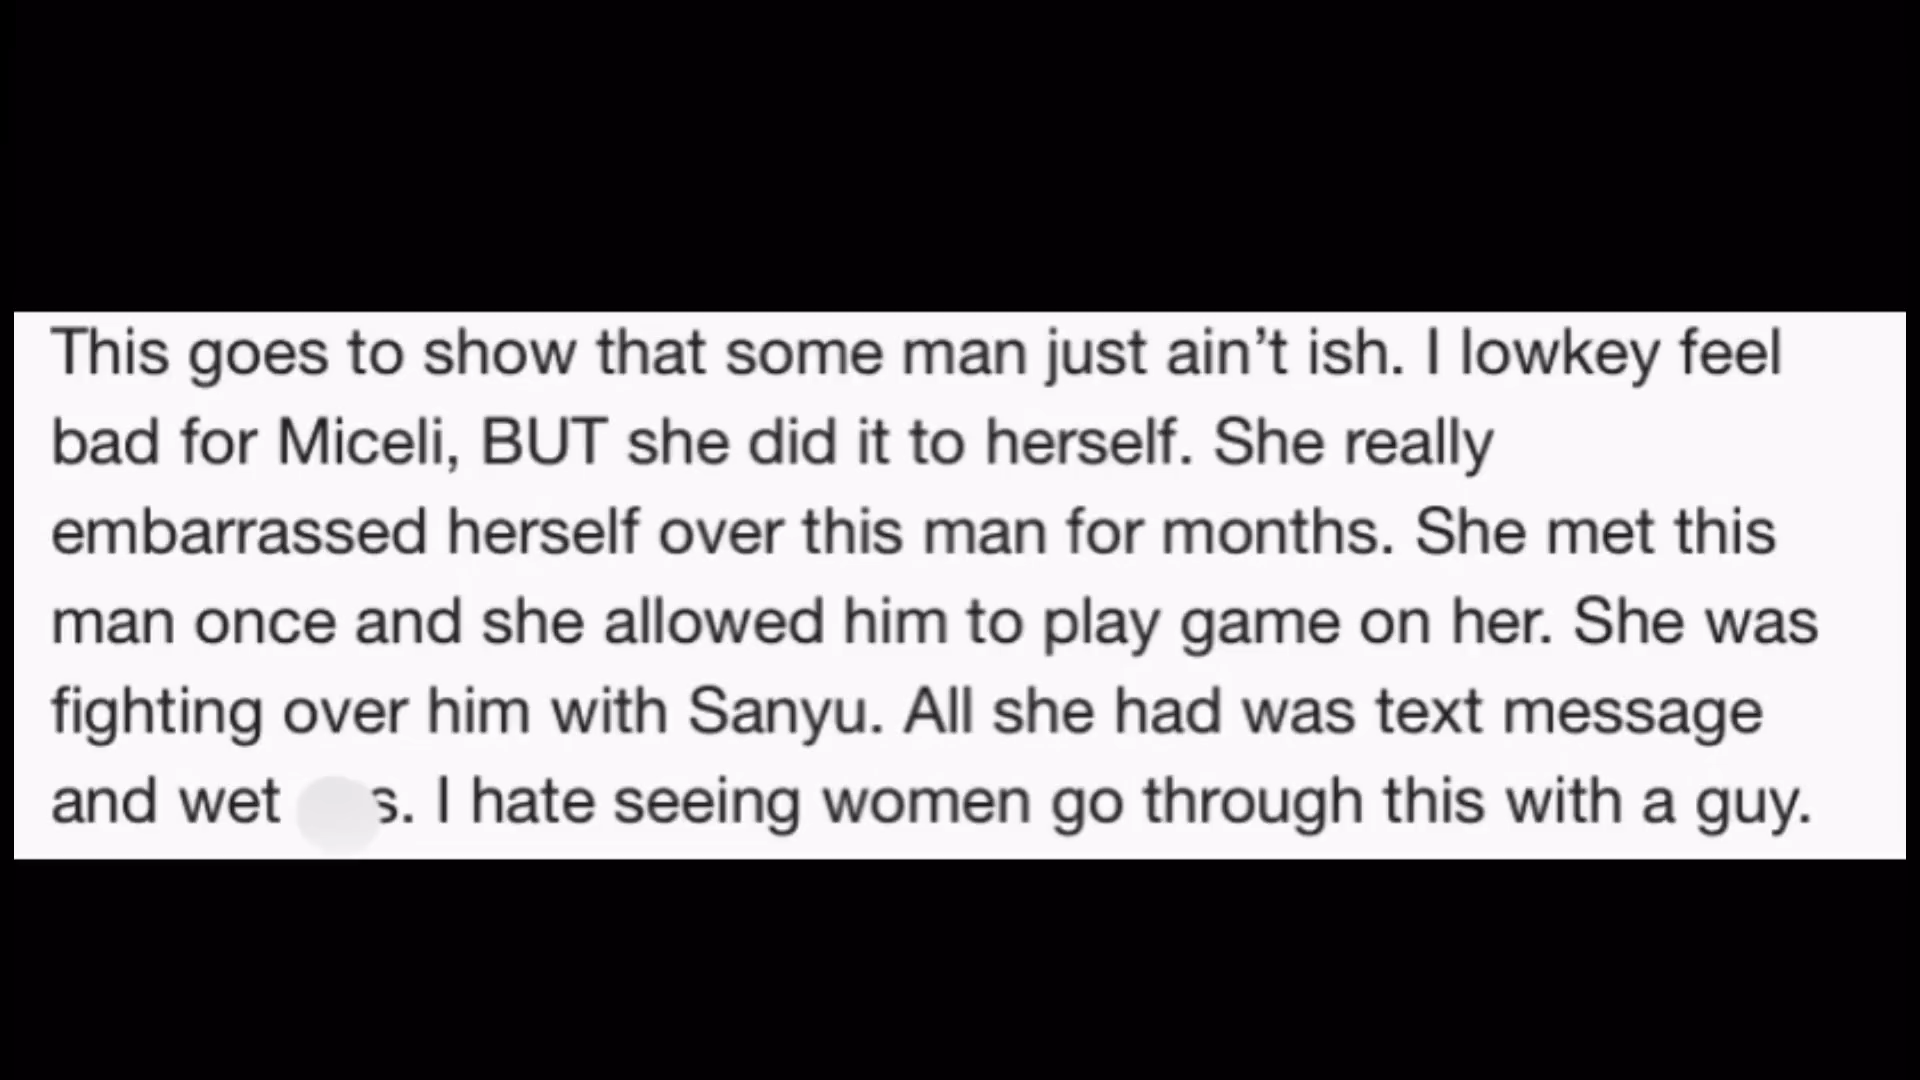 This goes to show that some man just ain’t ish. I lowkey feel
bad for Miceli, BUT she did it to herself. She really
embarrassed herself over this man for months. She met this
man once and she allowed him to play game on her. She was
fighting over him with Sanyu. All she had was text message
and wet s. I hate seeing women go through this with a guy.